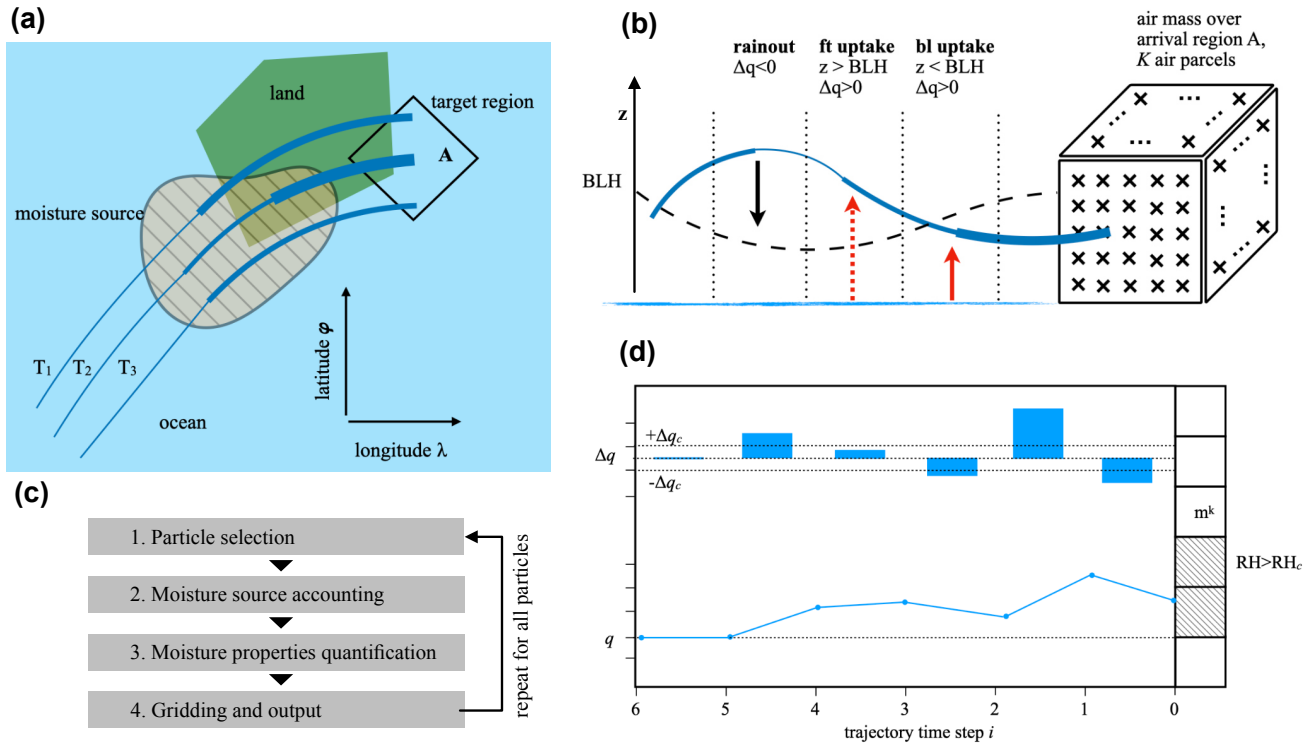 (a)
land
target region
A
moisture source
T1
T2
T3
latitude φ
ocean
longitude λ
(b)
air mass over
arrival region A,
K air parcels
rainout
Δq<0
ft uptake
z > BLH
Δq>0
bl uptake
z < BLH
Δq>0
z
BLH
(c)
1. Particle selection
2. Moisture source accounting
3. Moisture properties quantification
4. Gridding and output
repeat for all particles
(d)
+Δqc
Δq
-Δqc
mᵏ
RH>RHc
q
6 5 4 3 2 1 0
trajectory time step i